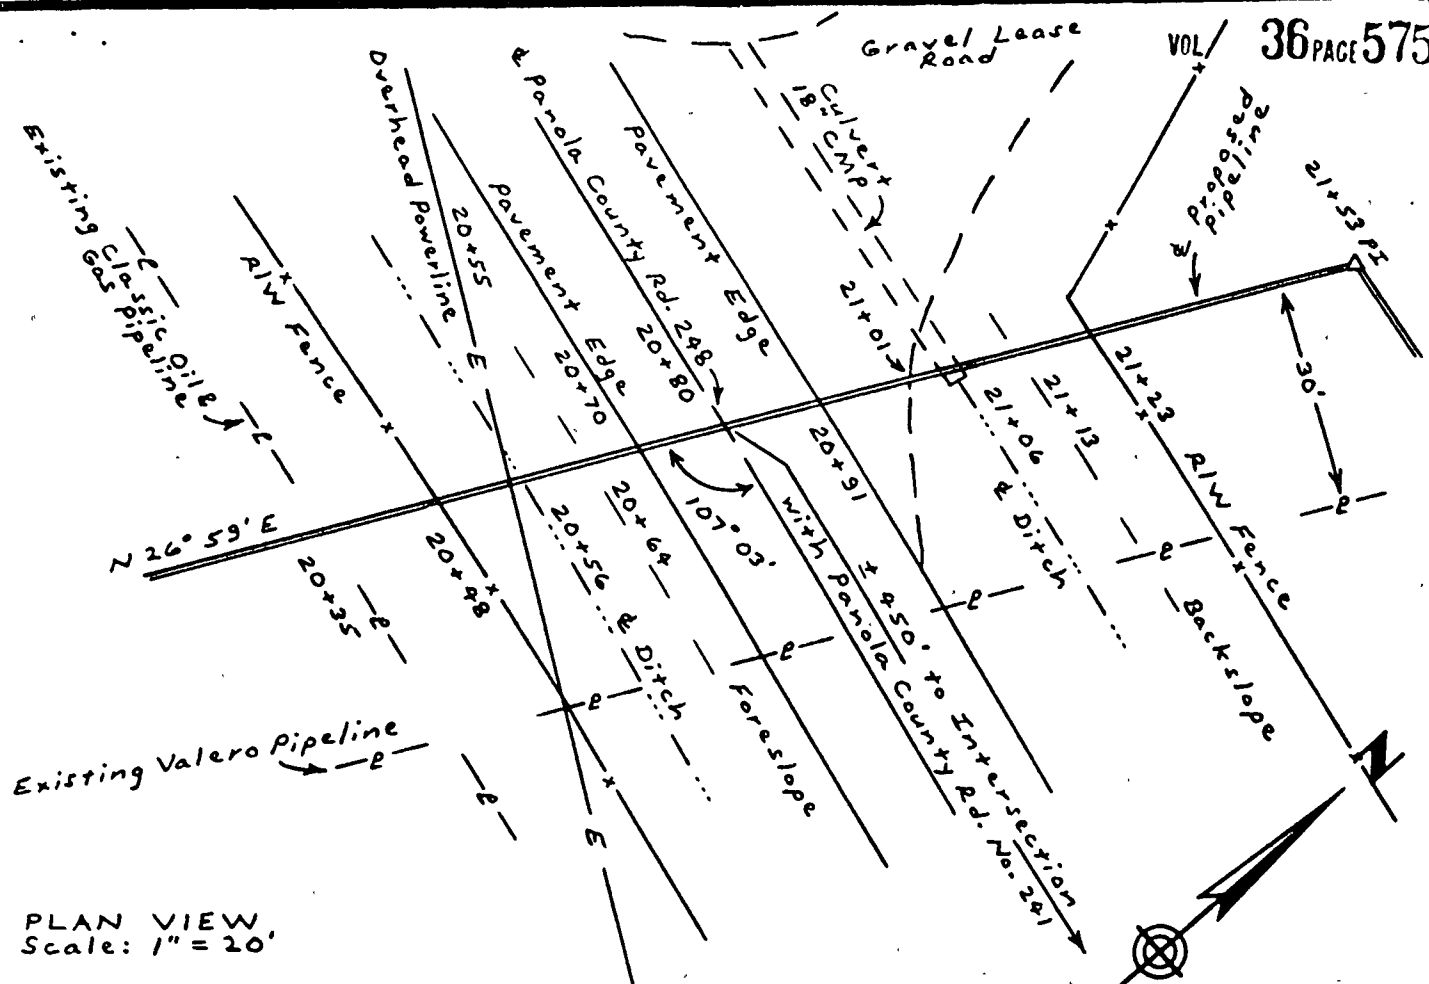 VOL 36 PAGE 575
Gravel Lease
Road
Existing Classic Oil &
Gas Pipeline
R/W Fence
Overhead Powerline
20+55
Pavement Edge
20+70
℄ Panola County Rd. 248
20+80
Pavement Edge
Culvert
18" CMP
21+01
℄ Proposed
Pipeline
21+53 PI
30'
N 26° 59' E
20+35
20+48
20+56 ℄ Ditch
20+64
Foreslope
107° 03'
± 450' to Intersection
with Panola County Rd. No. 241
20+91
21+06
℄ Ditch
21+13
Backslope
21+23
R/W Fence
E
E
Existing Valero Pipeline
N
PLAN VIEW
Scale: 1" = 20'